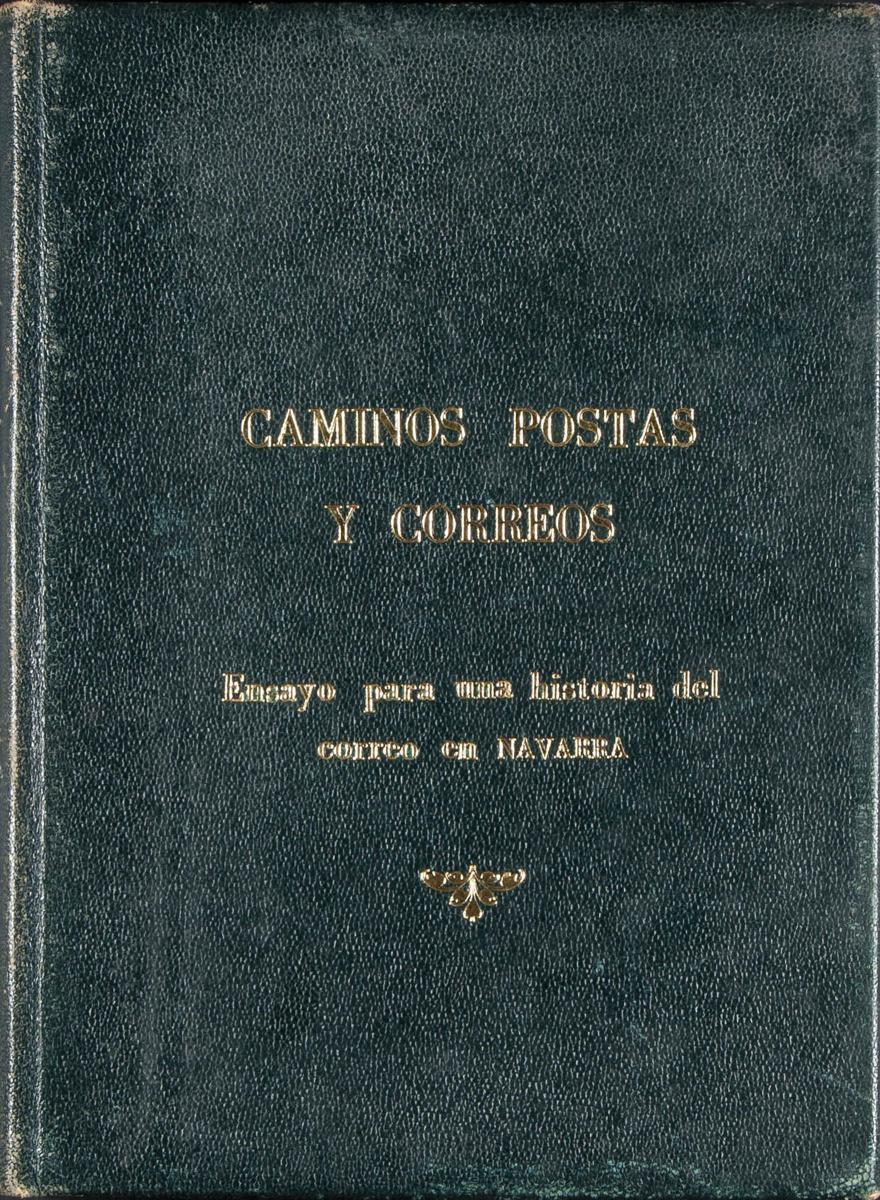 CAMINOS POSTAS
Y CORREOS
Ensayo para una historia del
correo en NAVARRA